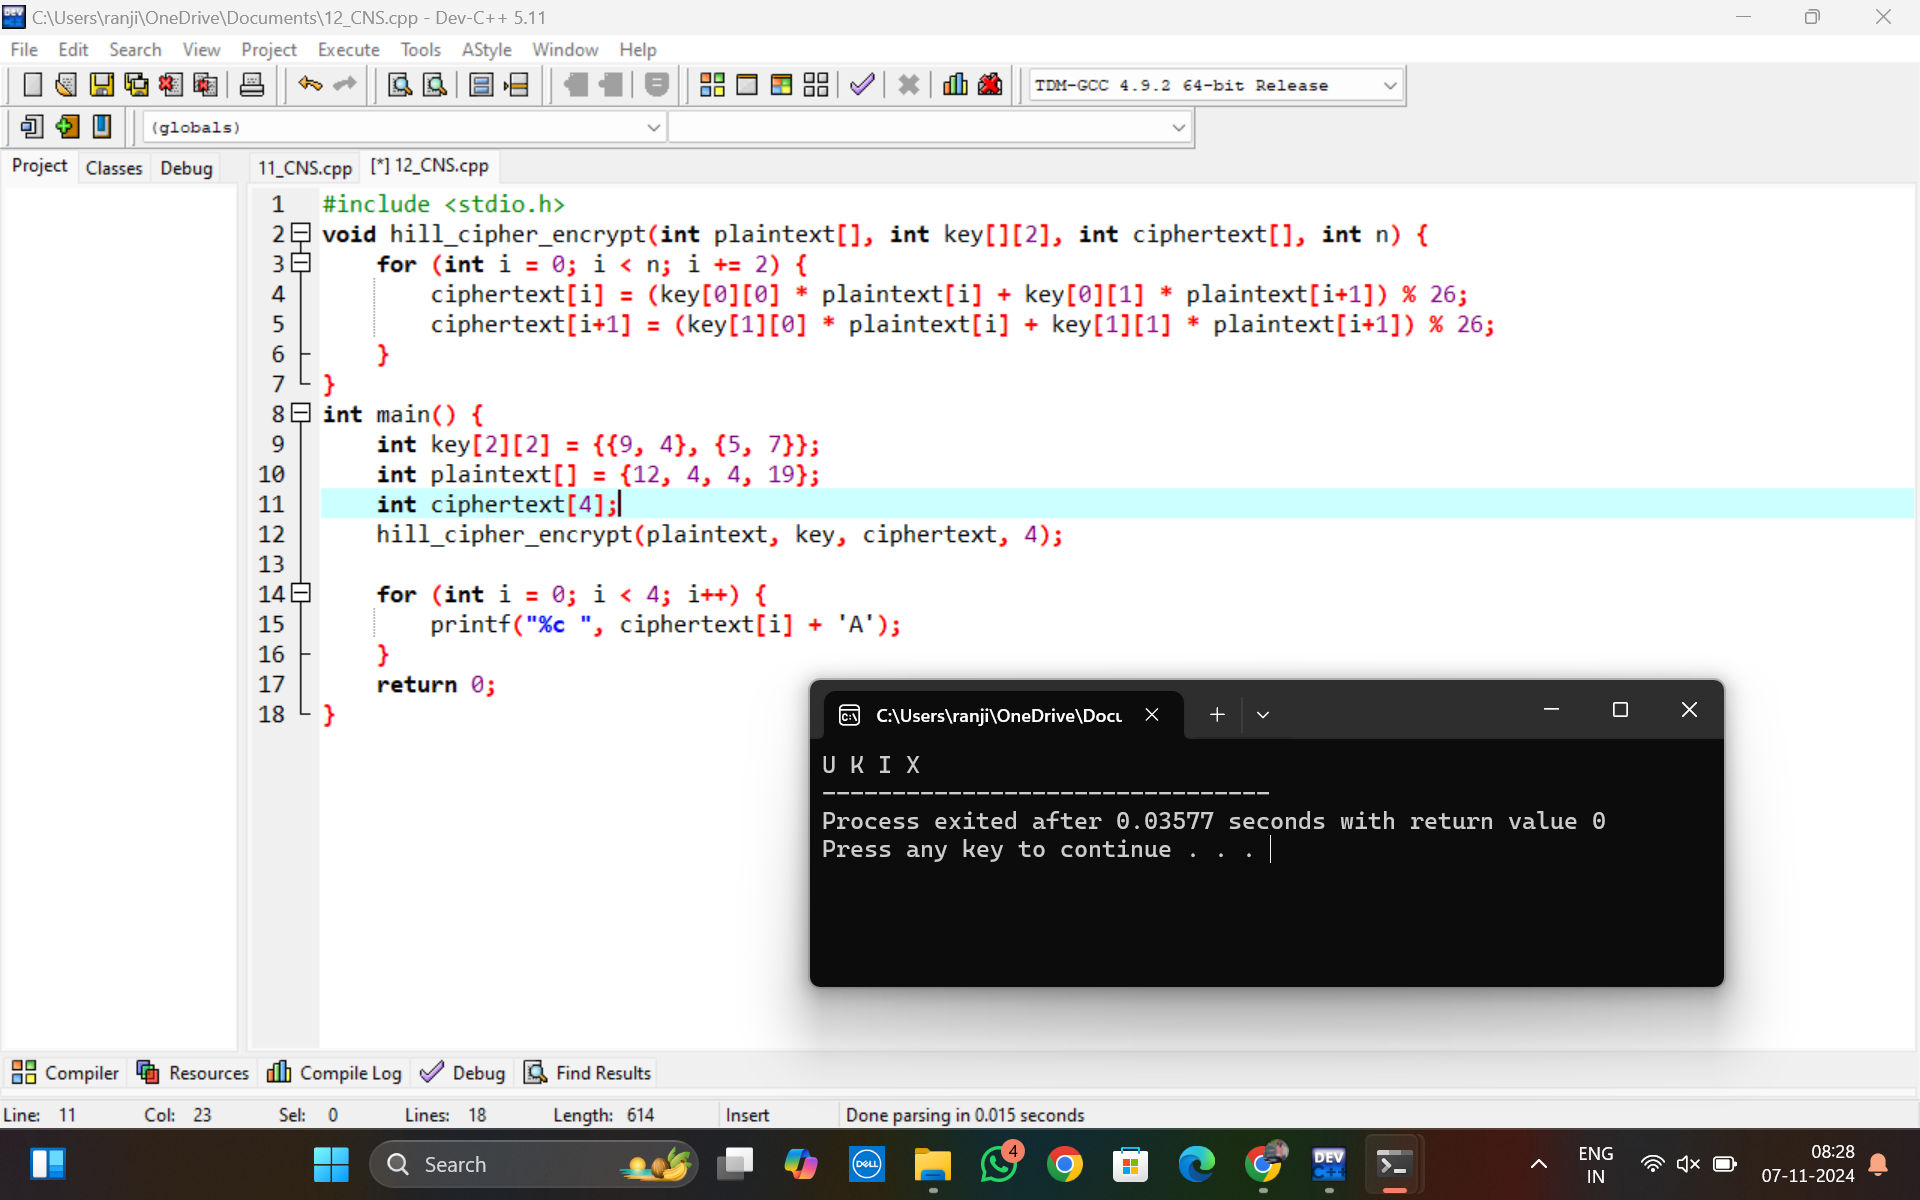 C:\Users\ranji\OneDrive\Documents\12_CNS.cpp - Dev-C++ 5.11
File Edit Search View Project Execute Tools AStyle Window Help
TDM-GCC 4.9.2 64-bit Release
(globals)
Project Classes Debug 11_CNS.cpp [*] 12_CNS.cpp
1 #include <stdio.h>
2 void hill_cipher_encrypt(int plaintext[], int key[][2], int ciphertext[], int n) {
3 for (int i = 0; i < n; i += 2) {
4 ciphertext[i] = (key[0][0] * plaintext[i] + key[0][1] * plaintext[i+1]) % 26;
5 ciphertext[i+1] = (key[1][0] * plaintext[i] + key[1][1] * plaintext[i+1]) % 26;
6 }
7 }
8 int main() {
9 int key[2][2] = {{9, 4}, {5, 7}};
10 int plaintext[] = {12, 4, 4, 19};
11 int ciphertext[4];
12 hill_cipher_encrypt(plaintext, key, ciphertext, 4);
13
14 for (int i = 0; i < 4; i++) {
15 printf("%c ", ciphertext[i] + 'A');
16 }
17 return 0;
18 }
C:\Users\ranji\OneDrive\Docu
U K I X
--------------------------------
Process exited after 0.03577 seconds with return value 0
Press any key to continue . . .
Compiler Resources Compile Log Debug Find Results
Line: 11 Col: 23 Sel: 0 Lines: 18 Length: 614 Insert Done parsing in 0.015 seconds
Search DELL 4 DEV C++ ENG IN 08:28 07-11-2024